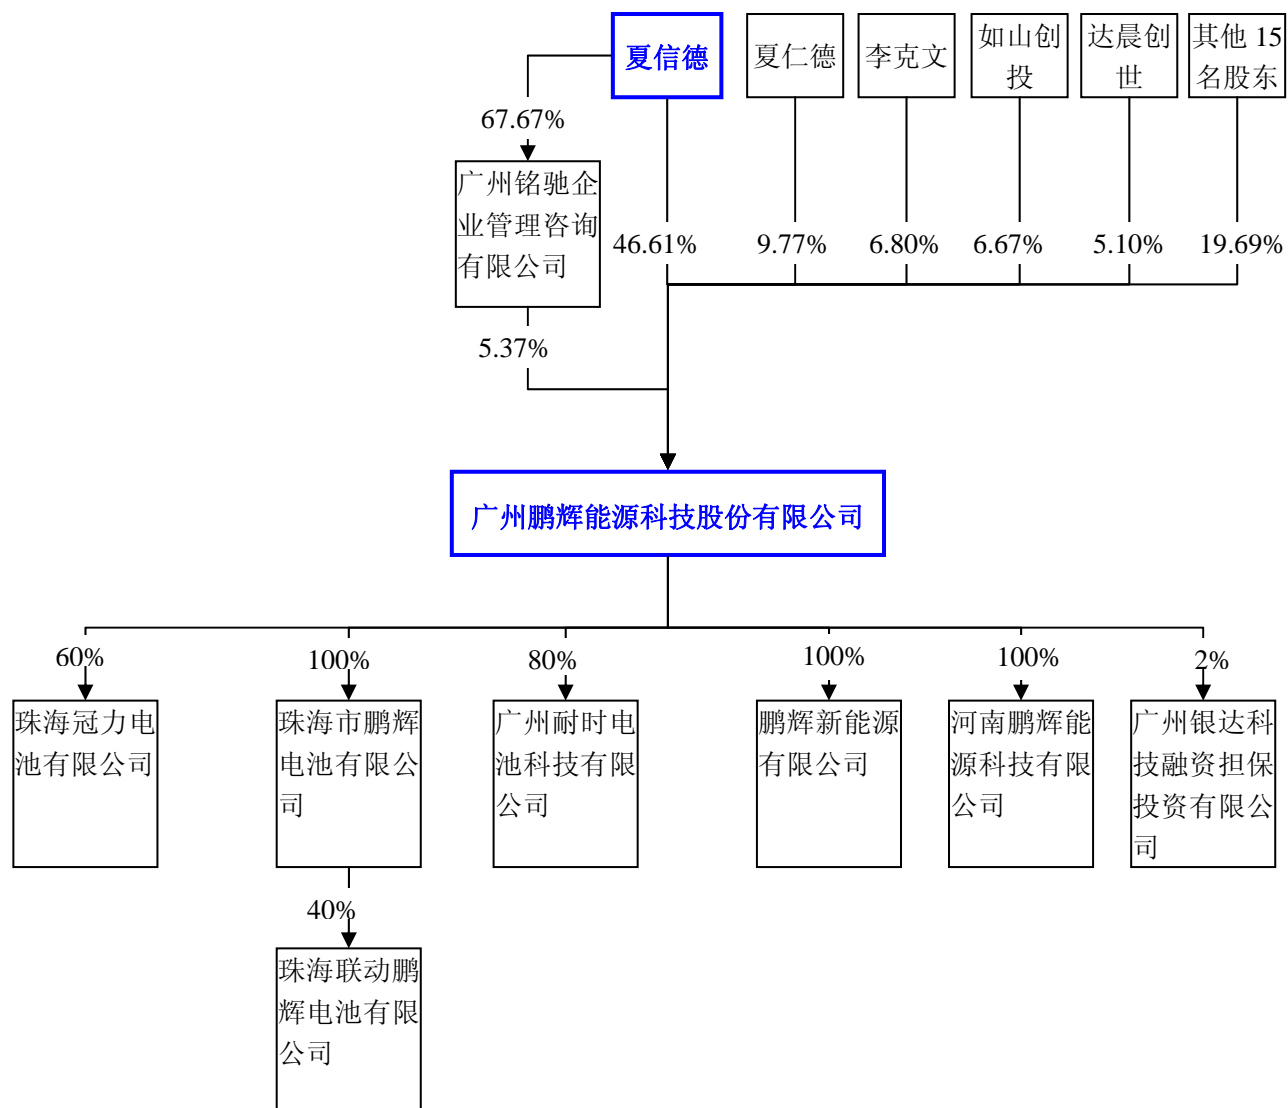 夏信德
夏仁德
李克文
如山创
投
达晨创
世
其他 15
名股东
67.67%
广州铭驰企
业管理咨询
有限公司
46.61%
9.77%
6.80%
6.67%
5.10%
19.69%
5.37%
广州鹏辉能源科技股份有限公司
60%
100%
80%
100%
100%
2%
珠海冠力电
池有限公司
珠海市鹏辉
电池有限公
司
广州耐时电
池科技有限
公司
鹏辉新能源
有限公司
河南鹏辉能
源科技有限
公司
广州银达科
技融资担保
投资有限公
司
40%
珠海联动鹏
辉电池有限
公司